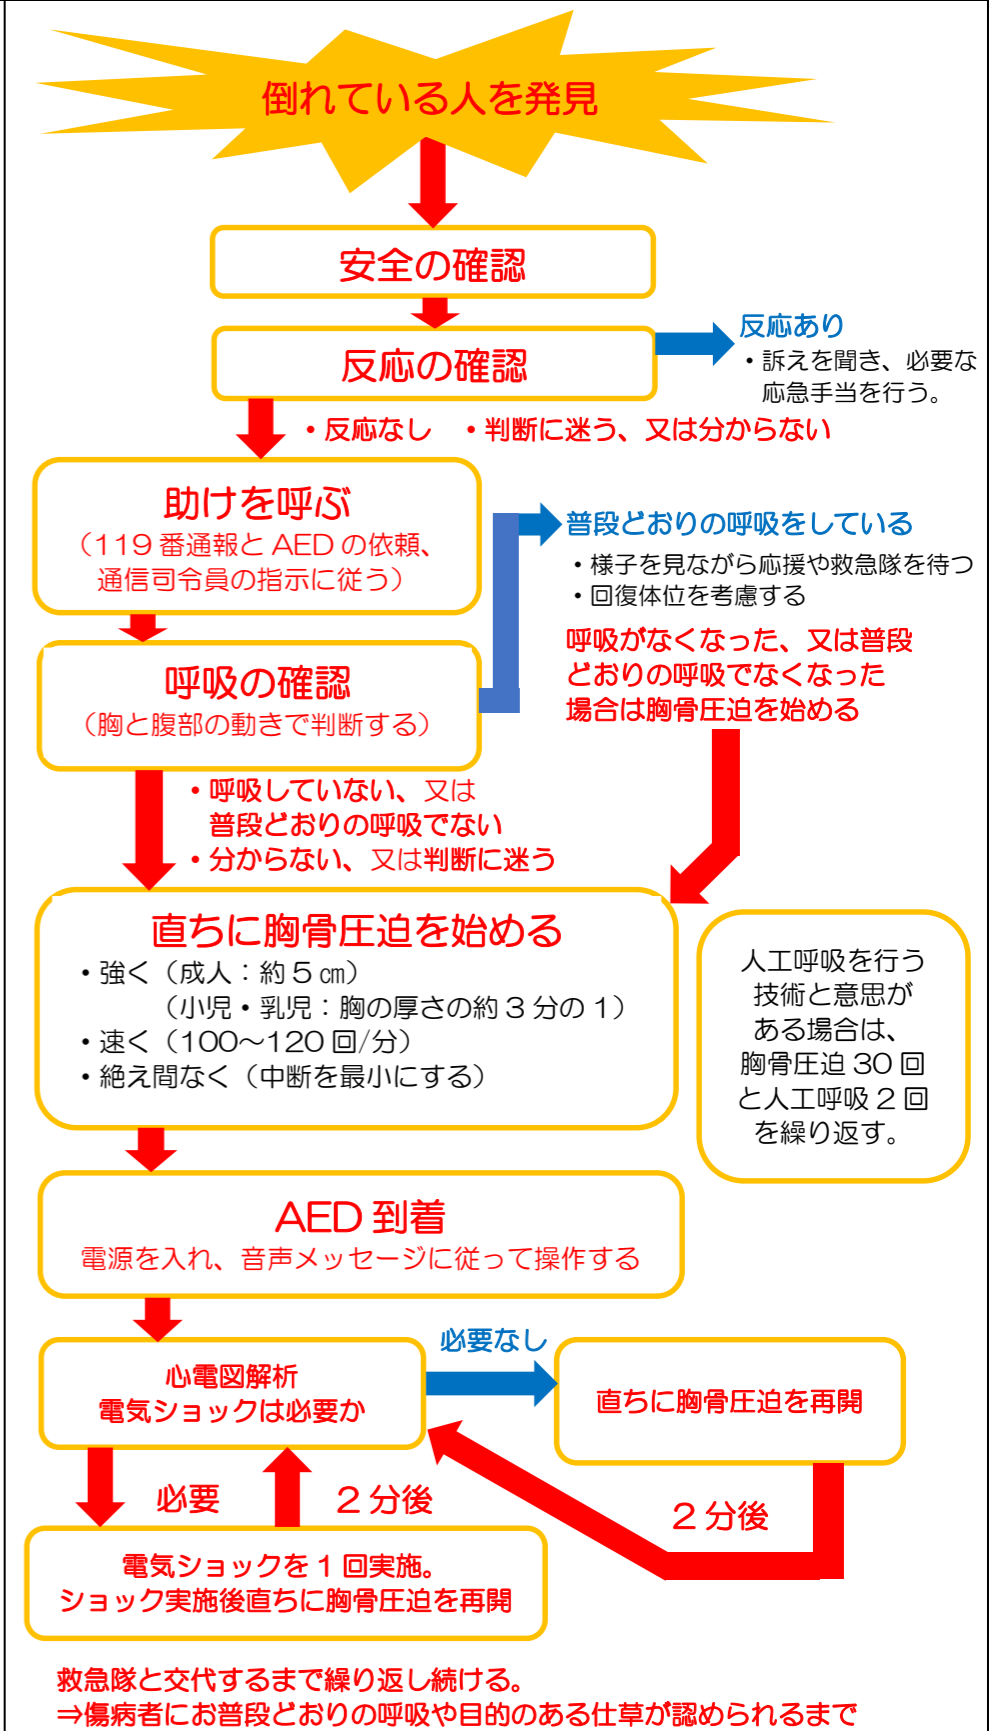 倒れている人を発見
安全の確認
反応の確認
反応あり
・訴えを聞き、必要な
応急手当を行う。
・反応なし ・判断に迷う、又は分からない
助けを呼ぶ
（119番通報とAEDの依頼、
通信司令員の指示に従う）
普段どおりの呼吸をしている
・様子を見ながら応援や救急隊を待つ
・回復体位を考慮する
呼吸がなくなった、又は普段
どおりの呼吸でなくなった
場合は胸骨圧迫を始める
呼吸の確認
（胸と腹部の動きで判断する）
・呼吸していない、又は
普段どおりの呼吸でない
・分からない、又は判断に迷う
直ちに胸骨圧迫を始める
・強く（成人：約5㎝）
（小児・乳児：胸の厚さの約3分の1）
・速く（100～120回/分）
・絶え間なく（中断を最小にする）
人工呼吸を行う
技術と意思が
ある場合は、
胸骨圧迫30回
と人工呼吸2回
を繰り返す。
AED到着
電源を入れ、音声メッセージに従って操作する
心電図解析
電気ショックは必要か
必要なし
直ちに胸骨圧迫を再開
必要
2分後
2分後
電気ショックを1回実施。
ショック実施後直ちに胸骨圧迫を再開
救急隊と交代するまで繰り返し続ける。
⇒傷病者にお普段どおりの呼吸や目的のある仕草が認められるまで